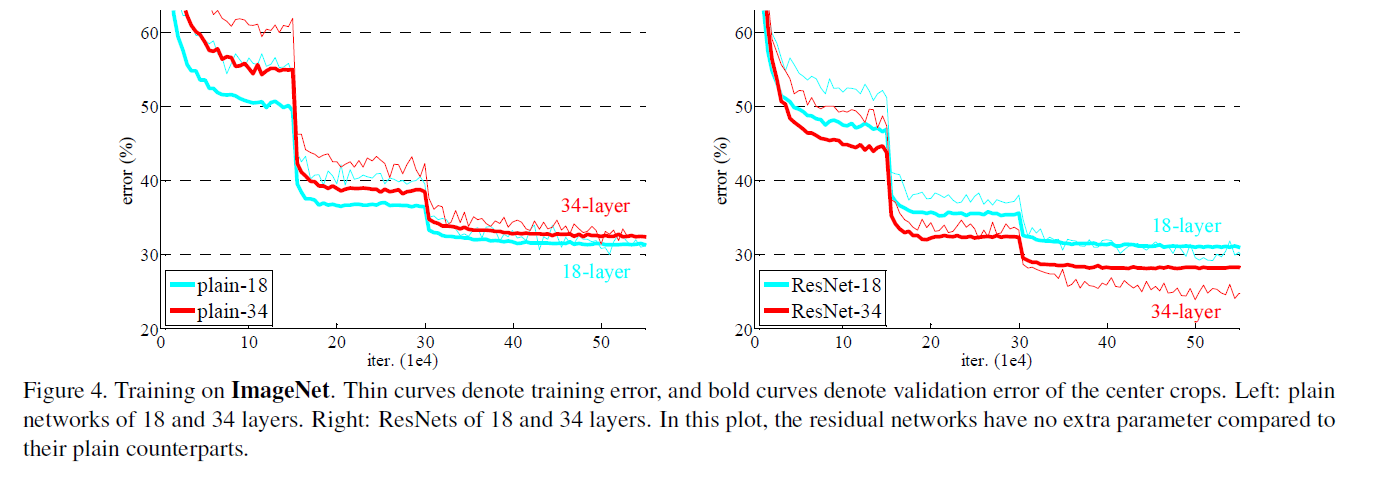 60
50
40
30
20
error (%)
34-layer
18-layer
plain-18
plain-34
0 10 20 30 40 50
iter. (1e4)
60
50
40
30
20
error (%)
18-layer
34-layer
ResNet-18
ResNet-34
0 10 20 30 40 50
iter. (1e4)
Figure 4. Training on ImageNet. Thin curves denote training error, and bold curves denote validation error of the center crops. Left: plain
networks of 18 and 34 layers. Right: ResNets of 18 and 34 layers. In this plot, the residual networks have no extra parameter compared to
their plain counterparts.